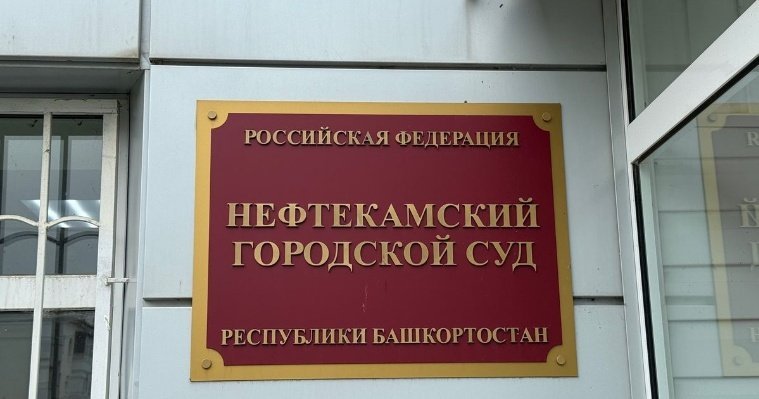 РОССИЙСКАЯ ФЕДЕРАЦИЯ
НЕФТЕКАМСКИЙ
ГОРОДСКОЙ СУД
РЕСПУБЛИКИ БАШКОРТОСТАН